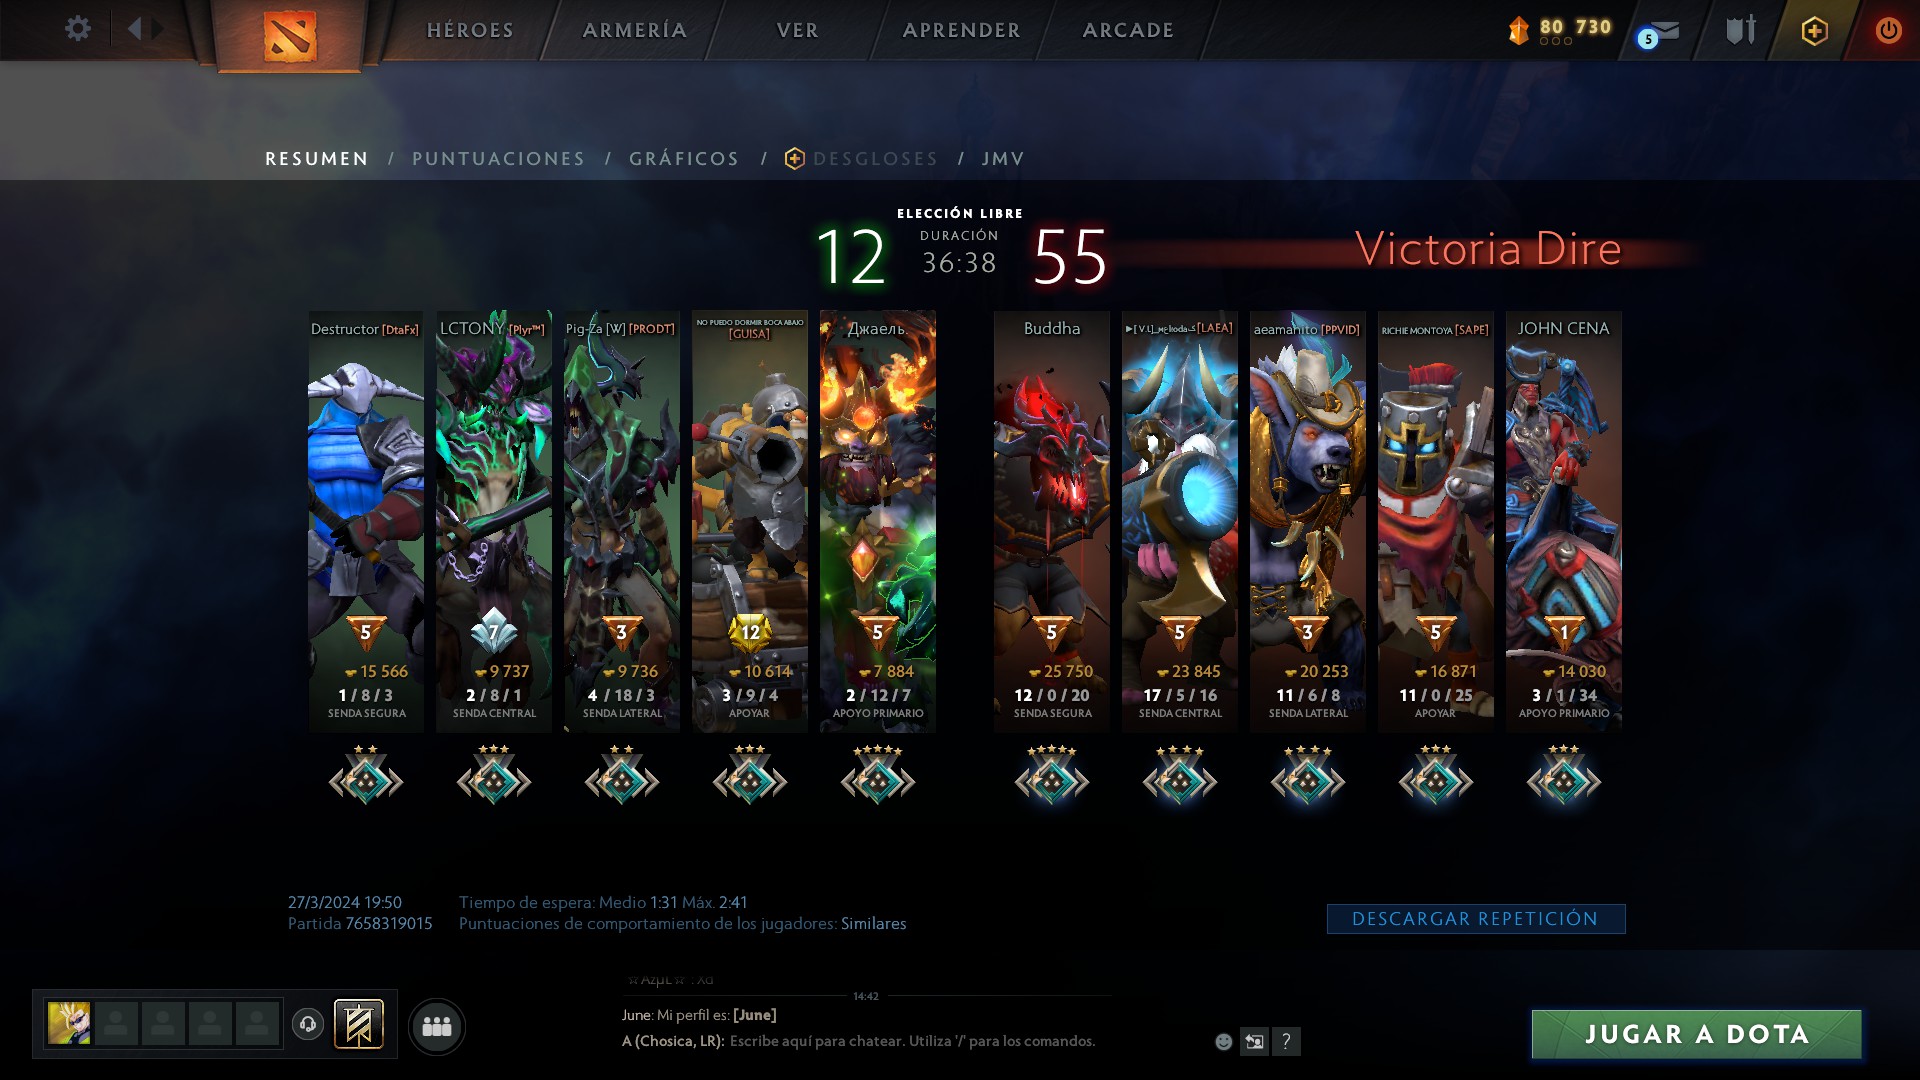 HÉROES
ARMERÍA
VER
APRENDER
ARCADE
80 730
5
RESUMEN / PUNTUACIONES / GRÁFICOS / DESGLOSES / JMV
ELECCIÓN LIBRE
12
DURACIÓN
36:38
55
Victoria Dire
Destructor [DtaFx]
5
15 566
1 / 8 / 3
SENDA SEGURA
LCTONY [Plyr™]
7
9 737
2 / 8 / 1
SENDA CENTRAL
Pig-Za [W] [PRODT]
3
9 736
4 / 18 / 3
SENDA LATERAL
NO PUEDO DORMIR BOCA ABAJO
[GUISA]
12
10 614
3 / 9 / 4
APOYAR
Джаель.
5
7 884
2 / 12 / 7
APOYO PRIMARIO
Buddha
5
25 750
12 / 0 / 20
SENDA SEGURA
[LAEA]
5
23 845
17 / 5 / 16
SENDA CENTRAL
aeamanito [PPVID]
3
20 253
11 / 6 / 8
SENDA LATERAL
RICHIE MONTOYA [SAPE]
5
16 871
11 / 0 / 25
APOYAR
JOHN CENA
1
14 030
3 / 1 / 34
APOYO PRIMARIO
27/3/2024 19:50
Tiempo de espera: Medio 1:31 Máx. 2:41
Partida 7658319015
Puntuaciones de comportamiento de los jugadores: Similares
DESCARGAR REPETICIÓN
☆AzµL☆ : Xd
14:42
June: Mi perfil es: [June]
A (Chosica, LR): Escribe aquí para chatear. Utiliza '/' para los comandos.
?
JUGAR A DOTA